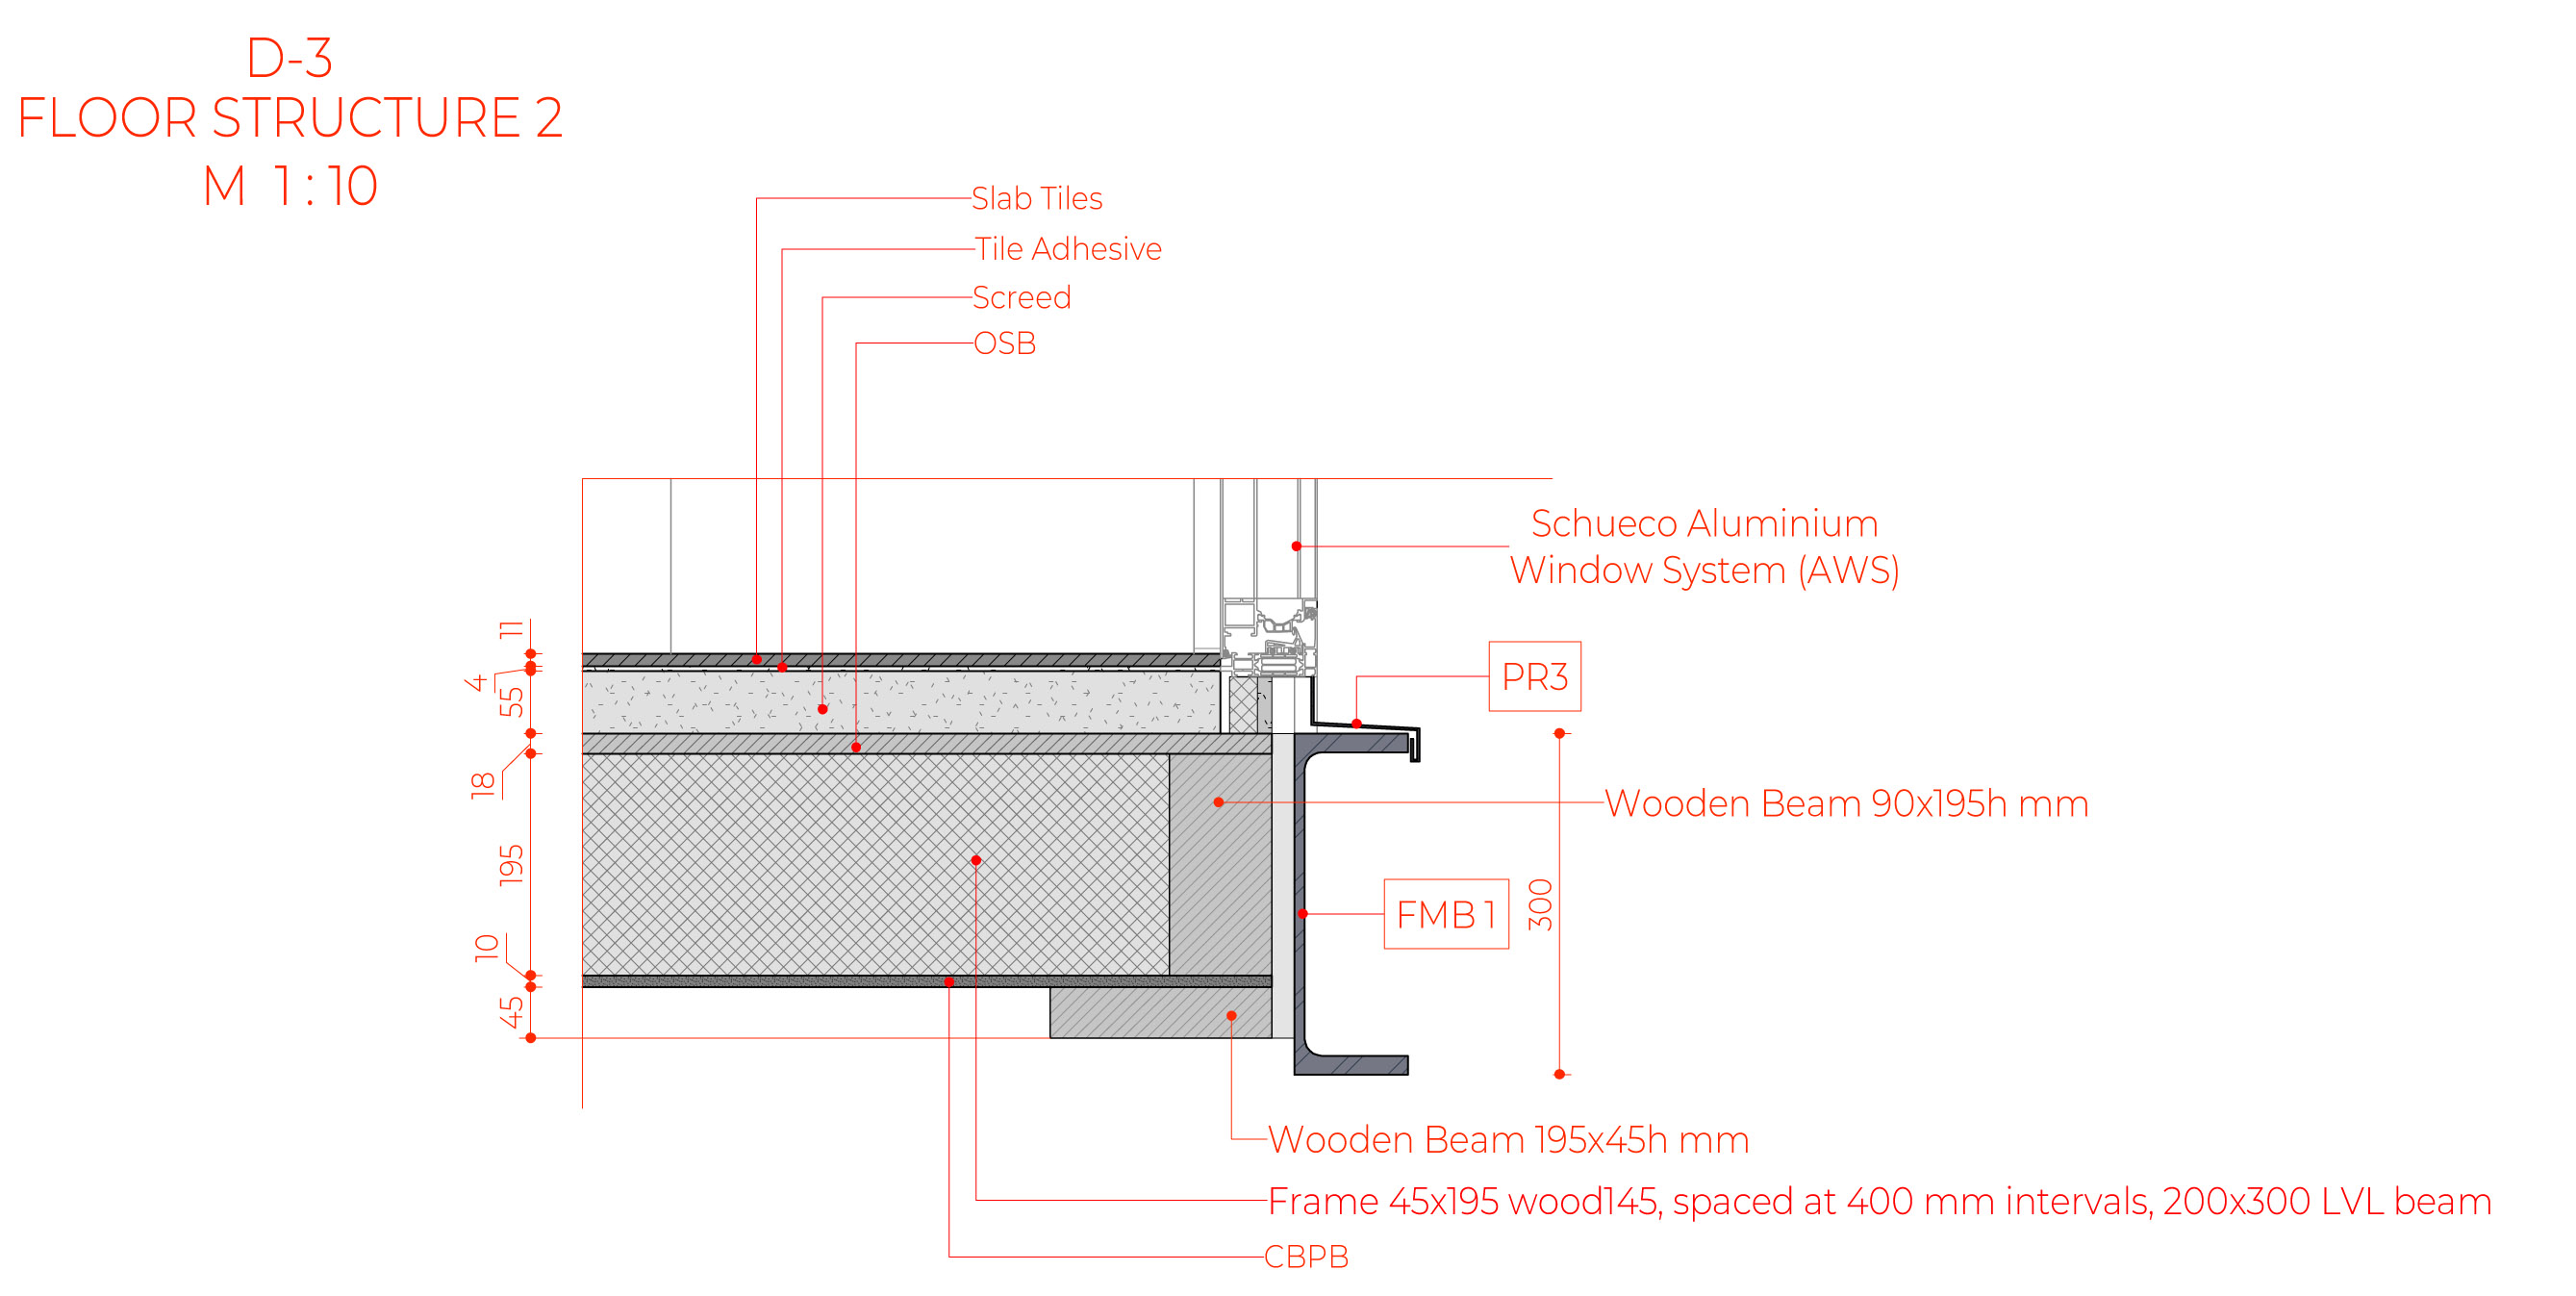 D-3
FLOOR STRUCTURE 2
M 1 : 10
Slab Tiles
Tile Adhesive
Screed
OSB
Schueco Aluminium
Window System (AWS)
11
4
55
PR3
18
Wooden Beam 90x195h mm
195
FMB 1
300
10
45
Wooden Beam 195x45h mm
Frame 45x195 wood145, spaced at 400 mm intervals, 200x300 LVL beam
CBPB